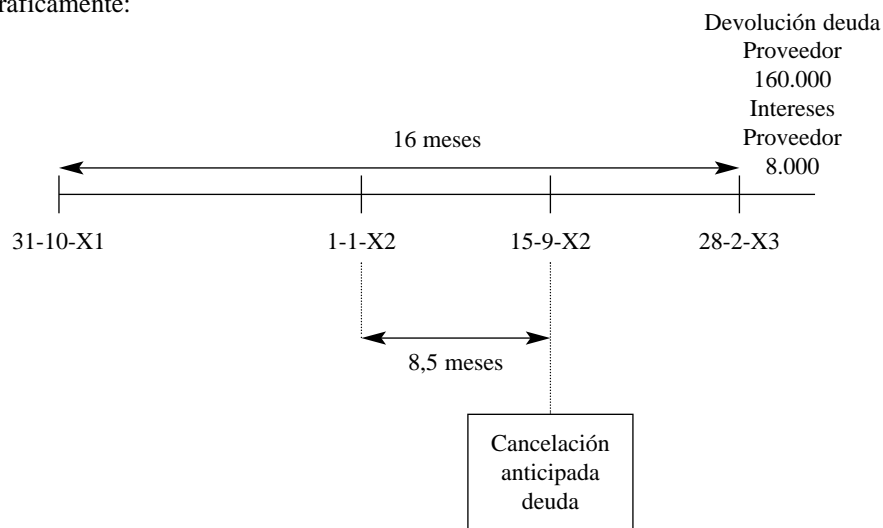 ráficamente:
Devolución deuda
Proveedor
160.000
Intereses
Proveedor
8.000
16 meses
31-10-X1
1-1-X2
15-9-X2
28-2-X3
8,5 meses
Cancelación
anticipada
deuda